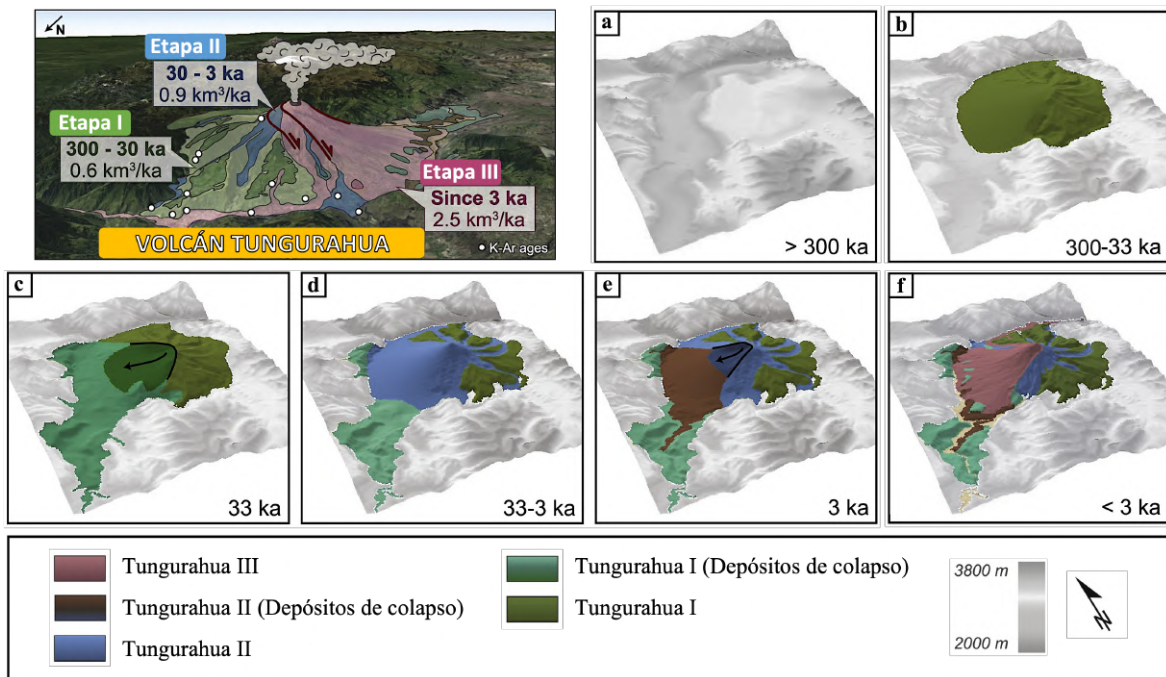 N
Etapa II
30 - 3 ka
0.9 km³/ka
Etapa I
300 - 30 ka
0.6 km³/ka
Etapa III
Since 3 ka
2.5 km³/ka
VOLCÁN TUNGURAHUA
K-Ar ages
a
> 300 ka
b
300-33 ka
c
33 ka
d
33-3 ka
e
3 ka
f
< 3 ka
Tungurahua III
Tungurahua II (Depósitos de colapso)
Tungurahua II
Tungurahua I (Depósitos de colapso)
Tungurahua I
3800 m
2000 m
N